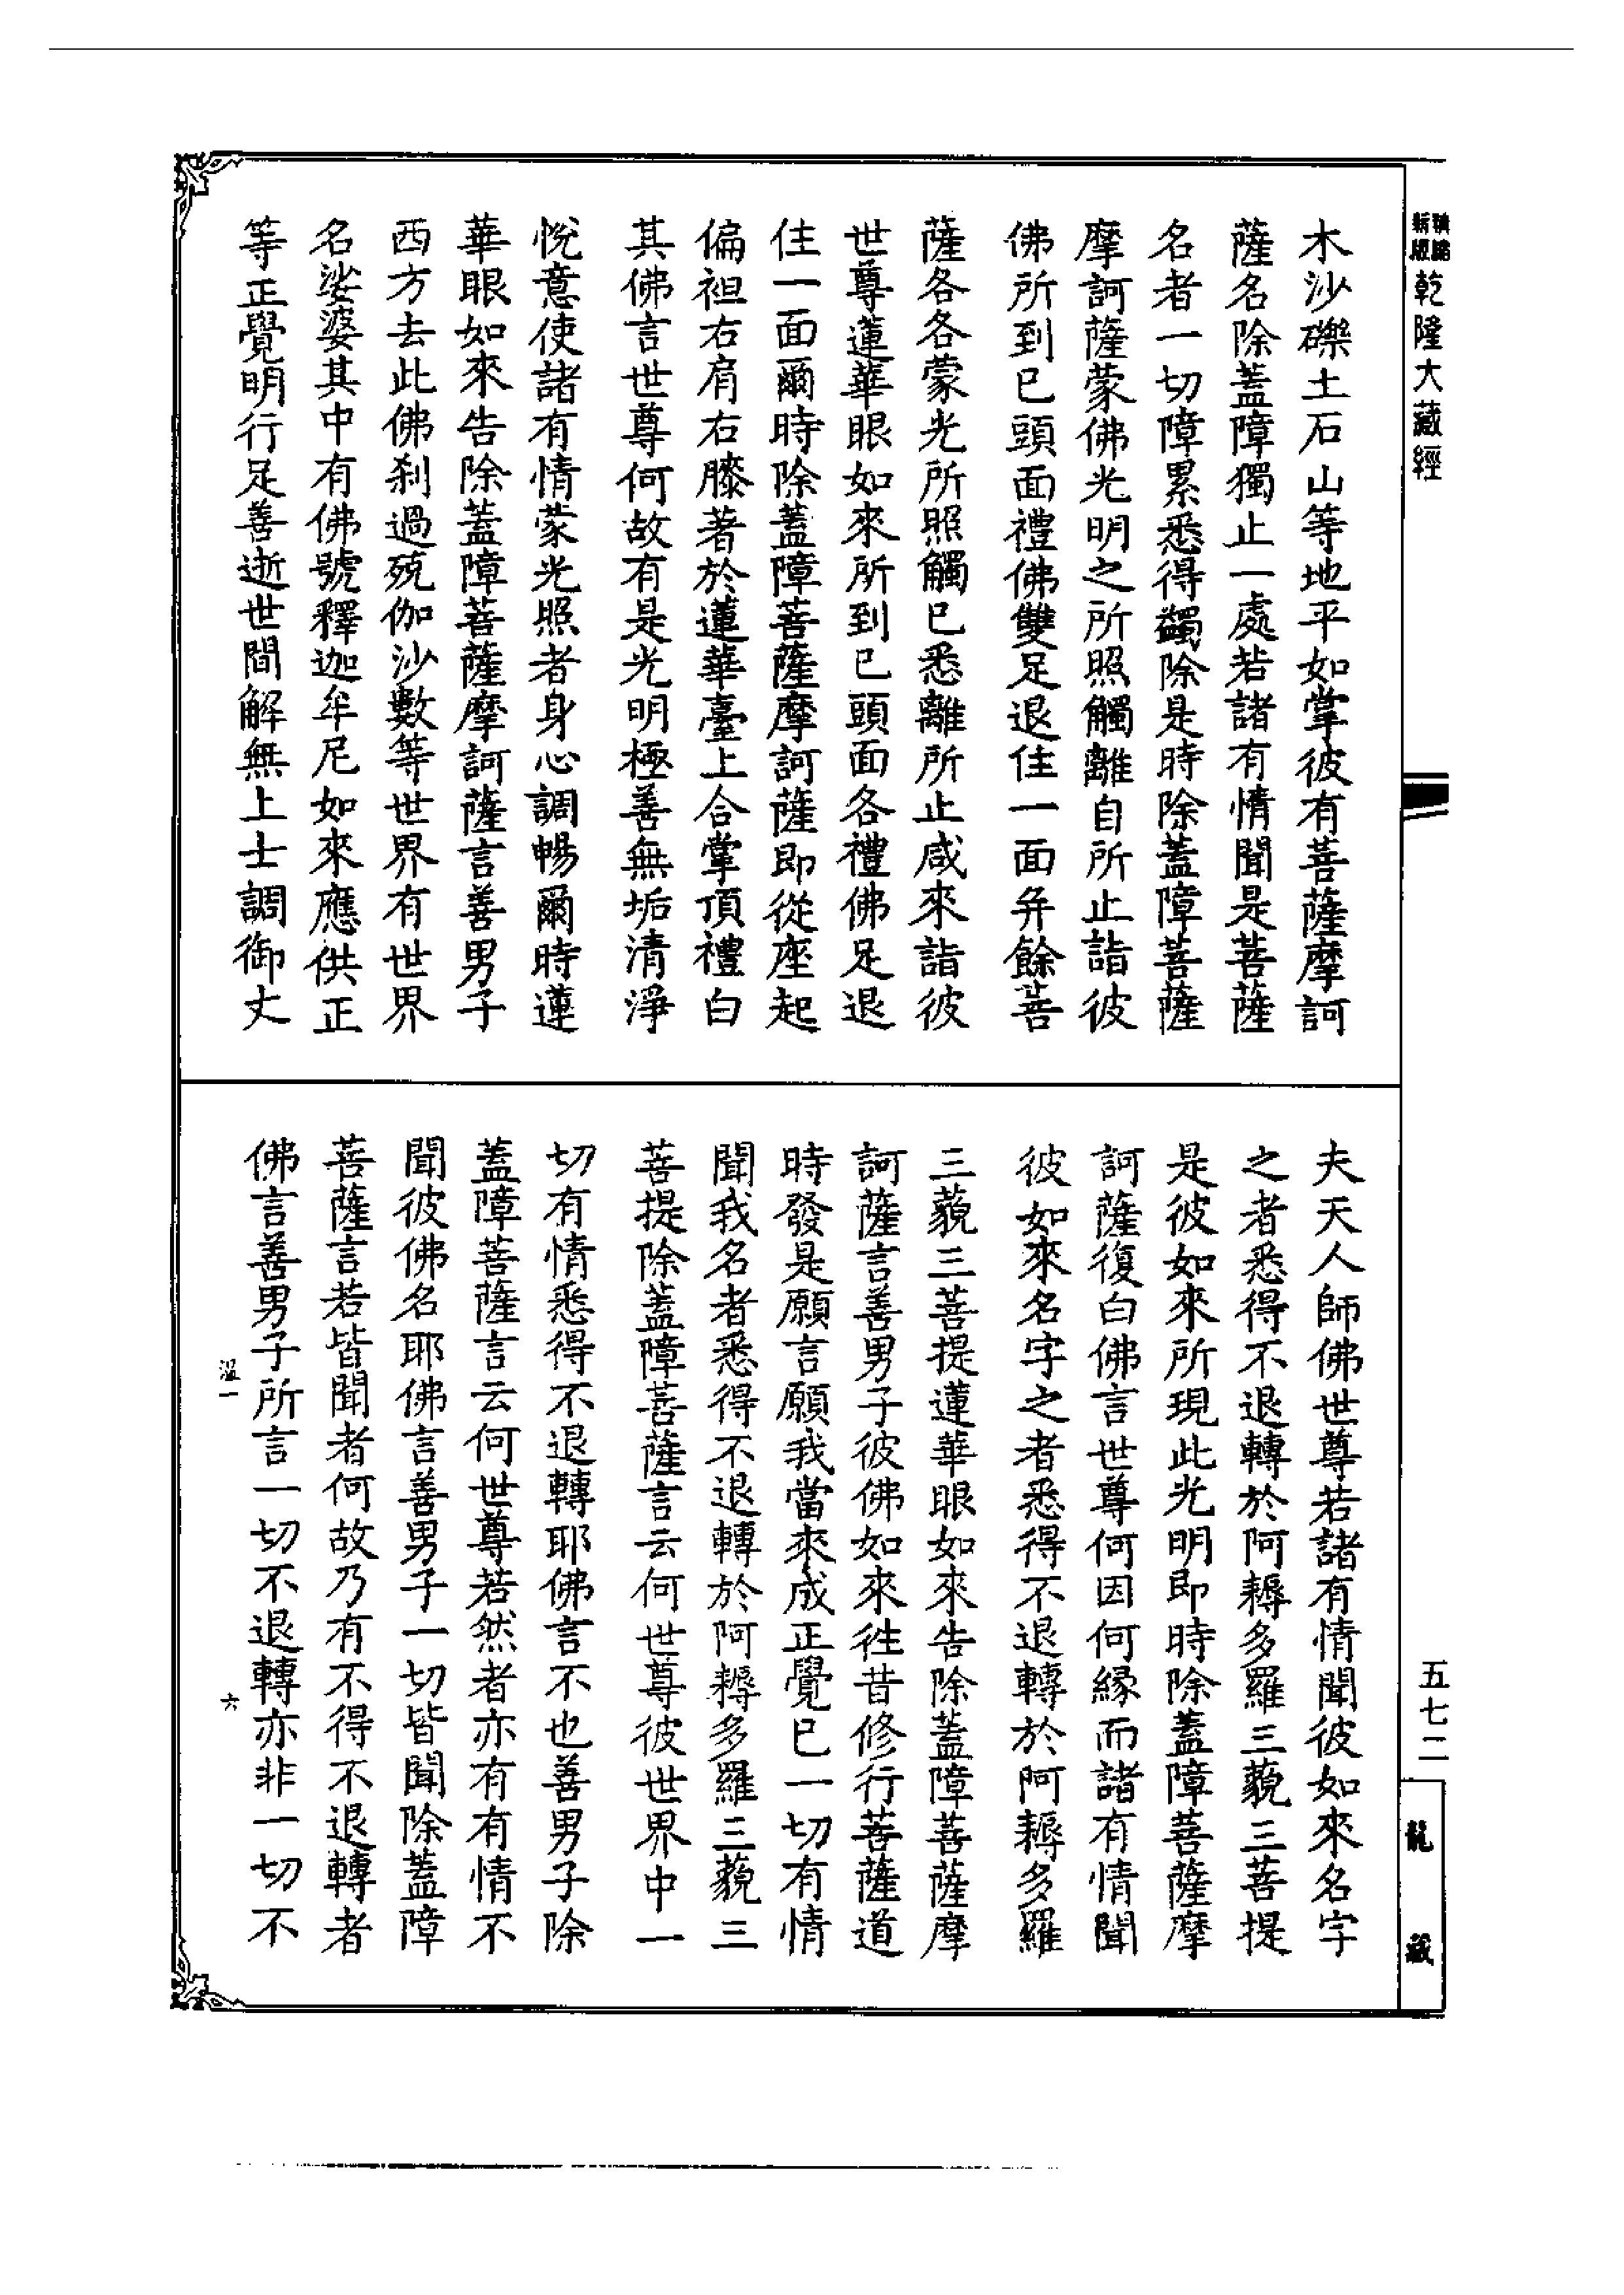 新編
縮版
乾隆大藏經
木沙礫土石山等地平如掌彼有菩薩摩訶
薩名除蓋障獨止一處若諸有情聞是菩薩
名者一切障累悉得蠲除是時除蓋障菩薩
摩訶薩蒙佛光明之所照觸離自所止詣彼
佛所到已頭面禮佛雙足退住一面并餘菩
薩各各蒙光所照觸已悉離所止咸來詣彼
世尊蓮華眼如來所到已頭面各禮佛足退
住一面爾時除蓋障菩薩摩訶薩即從座起
偏袒右肩右膝著於蓮華臺上合掌頂禮白
其佛言世尊何故有是光明極善無垢清淨
悅意使諸有情蒙光照者身心調暢爾時蓮
華眼如來告除蓋障菩薩摩訶薩言善男子
西方去此佛剎過殑伽沙數等世界有世界
名娑婆其中有佛號釋迦牟尼如來應供正
等正覺明行足善逝世間解無上士調御丈
夫天人師佛世尊若諸有情聞彼如來名字
之者悉得不退轉於阿耨多羅三藐三菩提
是彼如來所現此光明即時除蓋障菩薩摩
訶薩復白佛言世尊何因何緣而諸有情聞
彼如來名字之者悉得不退轉於阿耨多羅
三藐三菩提蓮華眼如來告除蓋障菩薩摩
訶薩言善男子彼佛如來往昔修行菩薩道
時發是願言願我當來成正覺已一切有情
聞我名者悉得不退轉於阿耨多羅三藐三
菩提除蓋障菩薩言云何世尊彼世界中一
切有情悉得不退轉耶佛言不也善男子除
蓋障菩薩言云何世尊若然者亦有有情不
聞彼佛名耶佛言善男子一切皆聞除蓋障
菩薩言若皆聞者何故乃有不得不退轉者
佛言善男子所言一切不退轉亦非一切不
溫一
六
五七二
龍藏